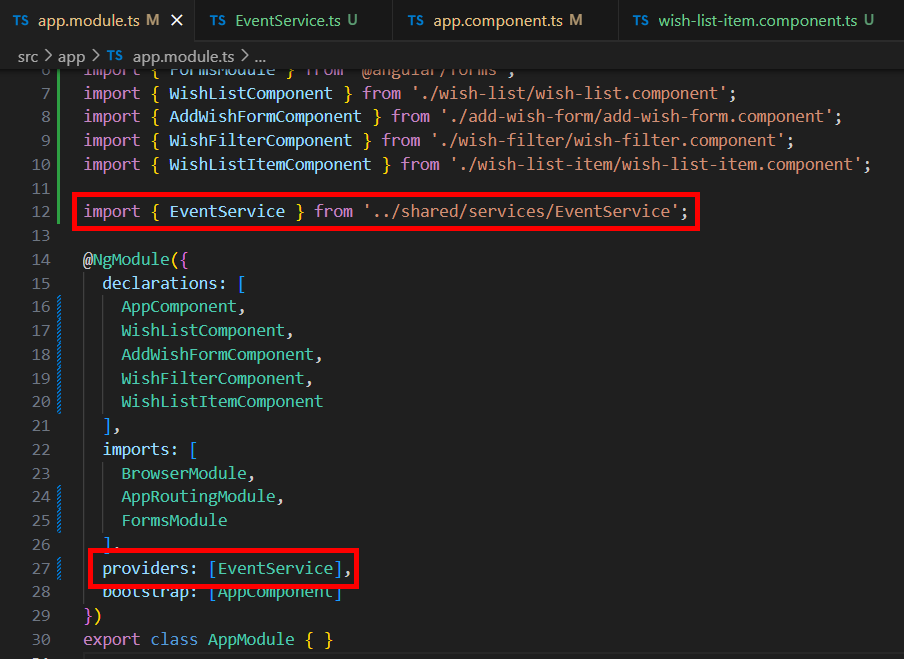 TS app.module.ts M ✕ TS EventService.ts U TS app.component.ts M TS wish-list-item.component.ts U
src > app > TS app.module.ts > ...
6 import { FormsModule } from '@angular/forms';
7 import { WishListComponent } from './wish-list/wish-list.component';
8 import { AddWishFormComponent } from './add-wish-form/add-wish-form.component';
9 import { WishFilterComponent } from './wish-filter/wish-filter.component';
10 import { WishListItemComponent } from './wish-list-item/wish-list-item.component';
11
12 import { EventService } from '../shared/services/EventService';
13
14 @NgModule({
15 declarations: [
16 AppComponent,
17 WishListComponent,
18 AddWishFormComponent,
19 WishFilterComponent,
20 WishListItemComponent
21 ],
22 imports: [
23 BrowserModule,
24 AppRoutingModule,
25 FormsModule
26 ],
27 providers: [EventService],
28 bootstrap: [AppComponent]
29 })
30 export class AppModule { }